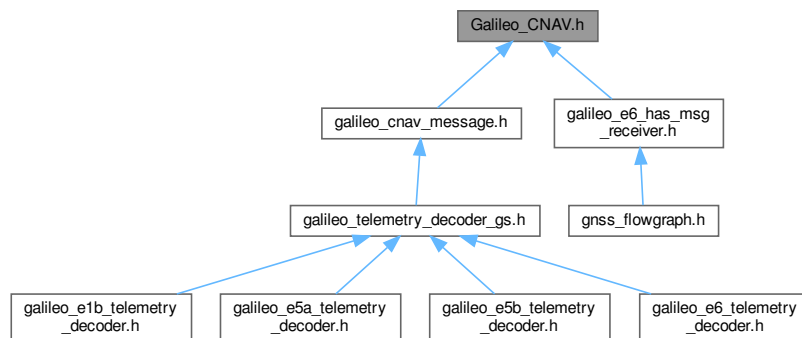 Galileo_CNAV.h
galileo_cnav_message.h
galileo_e6_has_msg
_receiver.h
galileo_telemetry_decoder_gs.h
gnss_flowgraph.h
galileo_e1b_telemetry
_decoder.h
galileo_e5a_telemetry
_decoder.h
galileo_e5b_telemetry
_decoder.h
galileo_e6_telemetry
_decoder.h